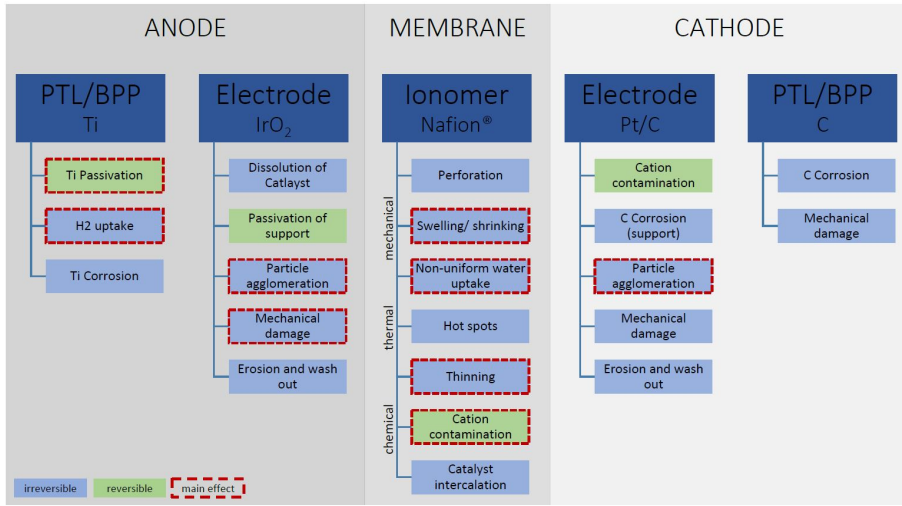 ANODE
MEMBRANE
CATHODE
PTL/BPP
Ti
Ti Passivation
H2 uptake
Ti Corrosion
Electrode
IrO₂
Dissolution of
Catlayst
Passivation of
support
Particle
agglomeration
Mechanical
damage
Erosion and wash
out
Ionomer
Nafion®
mechanical
thermal
chemical
Perforation
Swelling/ shrinking
Non-uniform water
uptake
Hot spots
Thinning
Cation
contamination
Catalyst
intercalation
Electrode
Pt/C
Cation
contamination
C Corrosion
(support)
Particle
agglomeration
Mechanical
damage
Erosion and wash
out
PTL/BPP
C
C Corrosion
Mechanical
damage
irreversible
reversible
main effect